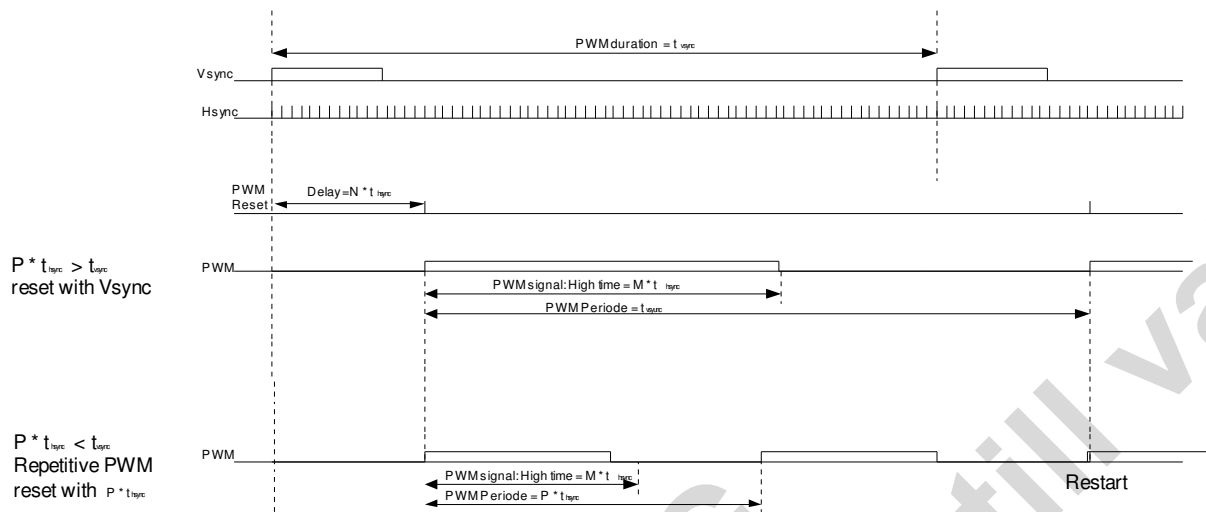 PWM duration = t vsync
Vsync
Hsync
PWM
Reset
Delay=N * t hsync
P * t hsync > t vsync
reset with Vsync
PWM
PWM signal: High time = M * t hsync
PWM Periode = t vsync
P * t hsync < t vsync
Repetitive PWM
reset with P * t hsync
PWM
PWM signal: High time = M * t hsync
PWM Periode = P * t hsync
Restart
till va